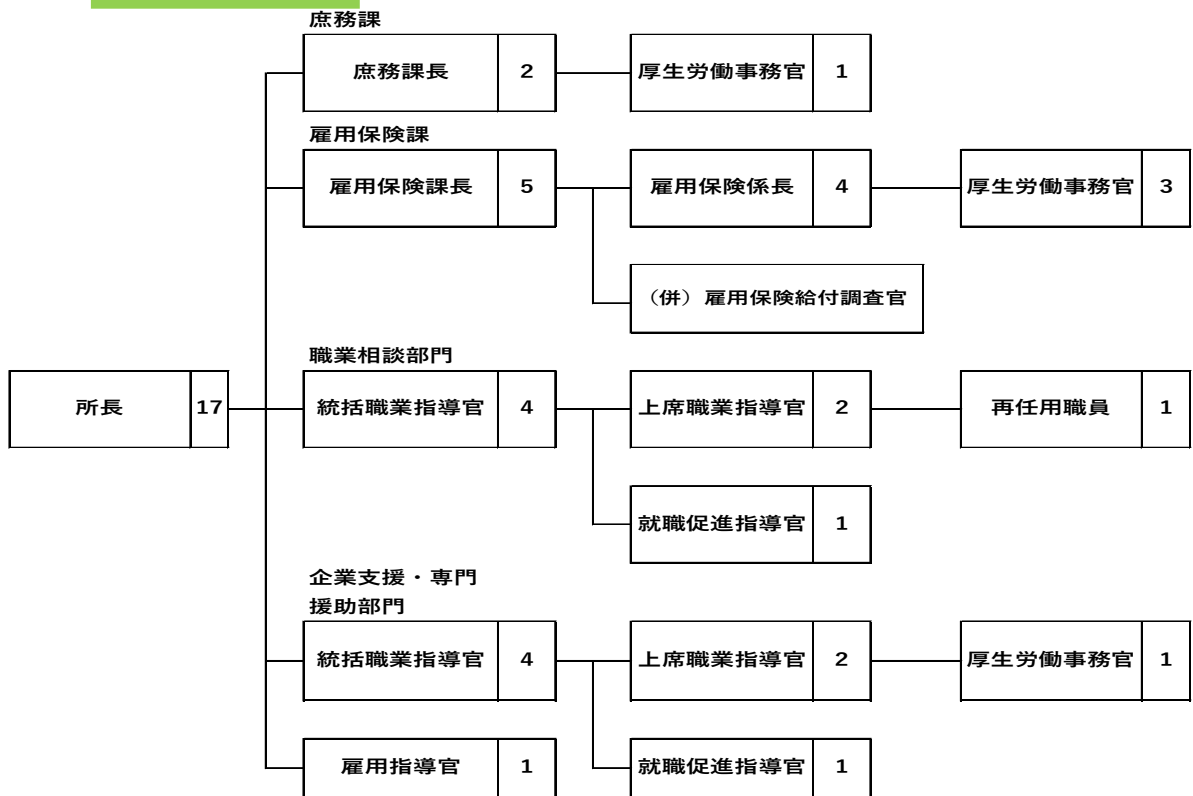 庶務課
庶務課長 2 厚生労働事務官 1
雇用保険課
雇用保険課長 5 雇用保険係長 4 厚生労働事務官 3
（併）雇用保険給付調査官
職業相談部門
所長 17 統括職業指導官 4 上席職業指導官 2 再任用職員 1
就職促進指導官 1
企業支援・専門
援助部門
統括職業指導官 4 上席職業指導官 2 厚生労働事務官 1
雇用指導官 1 就職促進指導官 1